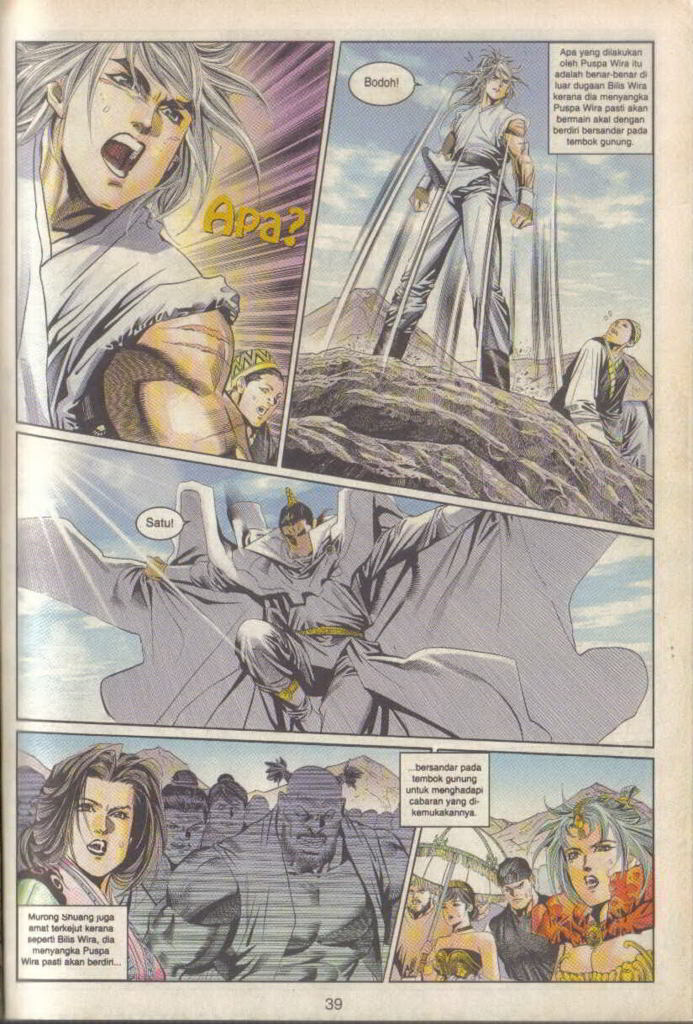 Apa?
Bodoh!
Apa yang dilakukan
oleh Puspa Wira itu
adalah benar-benar di
luar dugaan Bilis Wira
kerana dia menyangka
Puspa Wira pasti akan
bermain akal dengan
berdiri bersandar pada
tembok gunung.
Satu!
Murong Shuang juga
amat terkejut kerana
seperti Bilis Wira, dia
menyangka Puspa
Wira pasti akan berdiri...
...bersandar pada
tembok gunung
untuk menghadapi
cabaran yang di-
kemukakannya.
39